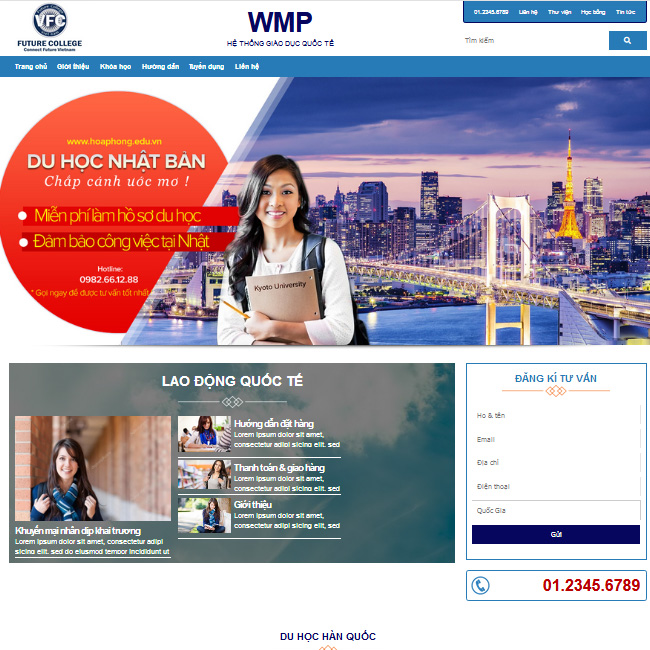 VFC
FUTURE COLLEGE
Connect Future Vietnam
WMP
HỆ THỐNG GIÁO DỤC QUỐC TẾ
01.2345.6789 Liên hệ Thư viện Học bổng Tin tức
Tìm kiếm
Trang chủ Giới thiệu Khóa học Hướng dẫn Tuyển dụng Liên hệ
www.hoaphong.edu.vn
DU HỌC NHẬT BẢN
Chắp cánh ước mơ !
Miễn phí làm hồ sơ du học
Đảm bảo công việc tại Nhật
Hotline:
0982.66.12.88
* Gọi ngay để được tư vấn tốt nhất
Kyoto University
LAO ĐỘNG QUỐC TẾ
Khuyến mại nhân dịp khai trương
Lorem ipsum dolor sit amet, consectetur adipi
sicing elit, sed do eiusmod tempor incididunt ut
Hướng dẫn đặt hàng
Lorem ipsum dolor sit amet,
consectetur adipi sicing elit, sed
Thanh toán & giao hàng
Lorem ipsum dolor sit amet,
consectetur adipi sicing elit, sed
Giới thiệu
Lorem ipsum dolor sit amet,
consectetur adipi sicing elit, sed
ĐĂNG KÍ TƯ VẤN
Họ & tên
Email
Địa chỉ
Điện thoại
Quốc Gia
Gửi
01.2345.6789
DU HỌC HÀN QUỐC